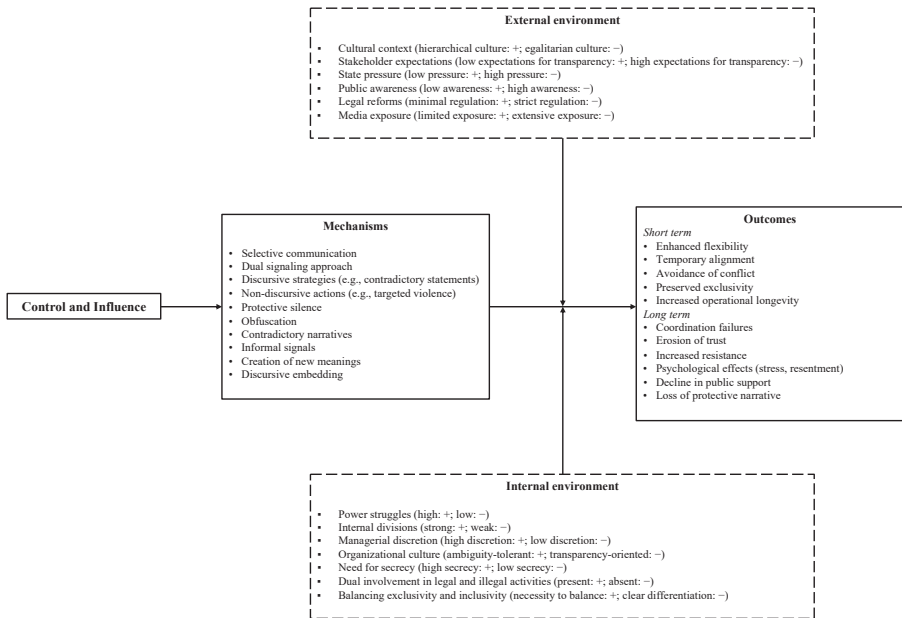 External environment
▪ Cultural context (hierarchical culture: +; egalitarian culture: −)
▪ Stakeholder expectations (low expectations for transparency: +; high expectations for transparency: −)
▪ State pressure (low pressure: +; high pressure: −)
▪ Public awareness (low awareness: +; high awareness: −)
▪ Legal reforms (minimal regulation: +; strict regulation: −)
▪ Media exposure (limited exposure: +; extensive exposure: −)
Control and Influence
Mechanisms
• Selective communication
• Dual signaling approach
• Discursive strategies (e.g., contradictory statements)
• Non-discursive actions (e.g., targeted violence)
• Protective silence
• Obfuscation
• Contradictory narratives
• Informal signals
• Creation of new meanings
• Discursive embedding
Outcomes
Short term
• Enhanced flexibility
• Temporary alignment
• Avoidance of conflict
• Preserved exclusivity
• Increased operational longevity
Long term
• Coordination failures
• Erosion of trust
• Increased resistance
• Psychological effects (stress, resentment)
• Decline in public support
• Loss of protective narrative
Internal environment
▪ Power struggles (high: +; low: −)
▪ Internal divisions (strong: +; weak: −)
▪ Managerial discretion (high discretion: +; low discretion: −)
▪ Organizational culture (ambiguity-tolerant: +; transparency-oriented: −)
▪ Need for secrecy (high secrecy: +; low secrecy: −)
▪ Dual involvement in legal and illegal activities (present: +; absent: −)
▪ Balancing exclusivity and inclusivity (necessity to balance: +; clear differentiation: −)